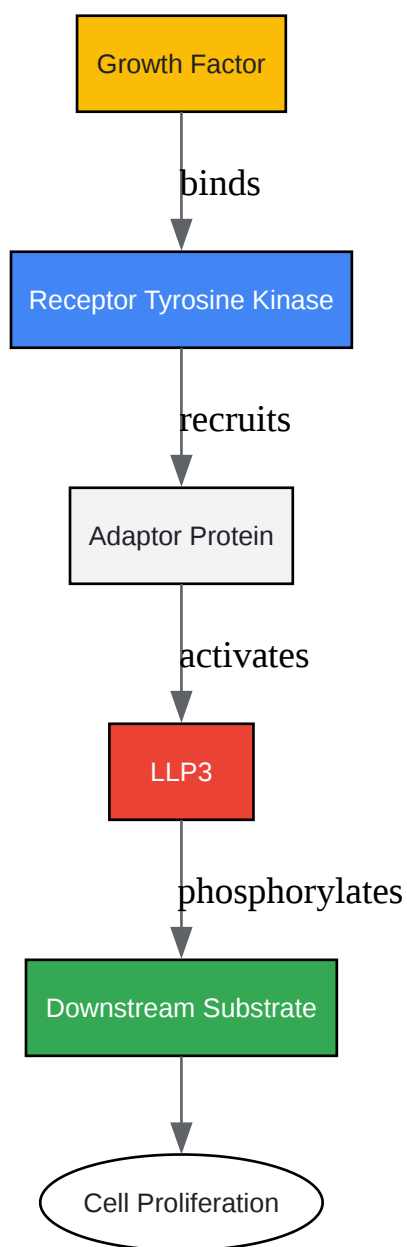 Growth Factor
binds
Receptor Tyrosine Kinase
recruits
Adaptor Protein
activates
LLP3
phosphorylates
Downstream Substrate
Cell Proliferation